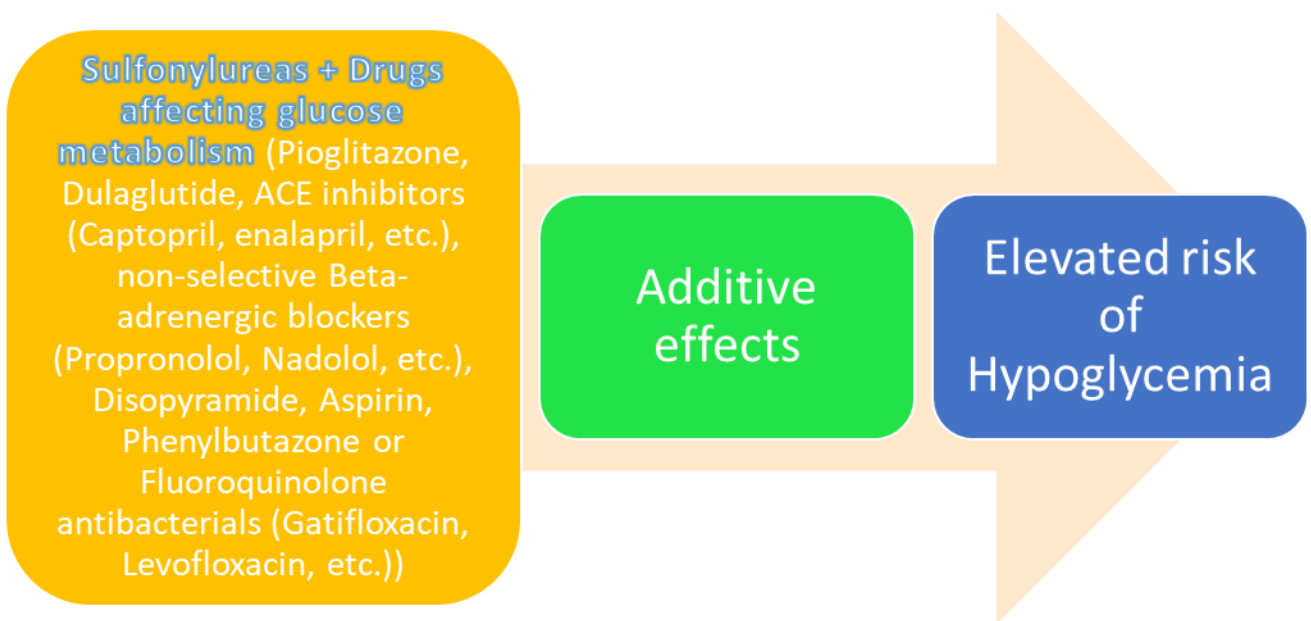 Sulfonylureas + Drugs
affecting glucose
metabolism (Pioglitazone,
Dulaglutide, ACE inhibitors
(Captopril, enalapril, etc.),
non-selective Beta-
adrenergic blockers
(Propronolol, Nadolol, etc.),
Disopyramide, Aspirin,
Phenylbutazone or
Fluoroquinolone
antibacterials (Gatifloxacin,
Levofloxacin, etc.))
Additive
effects
Elevated risk
of
Hypoglycemia